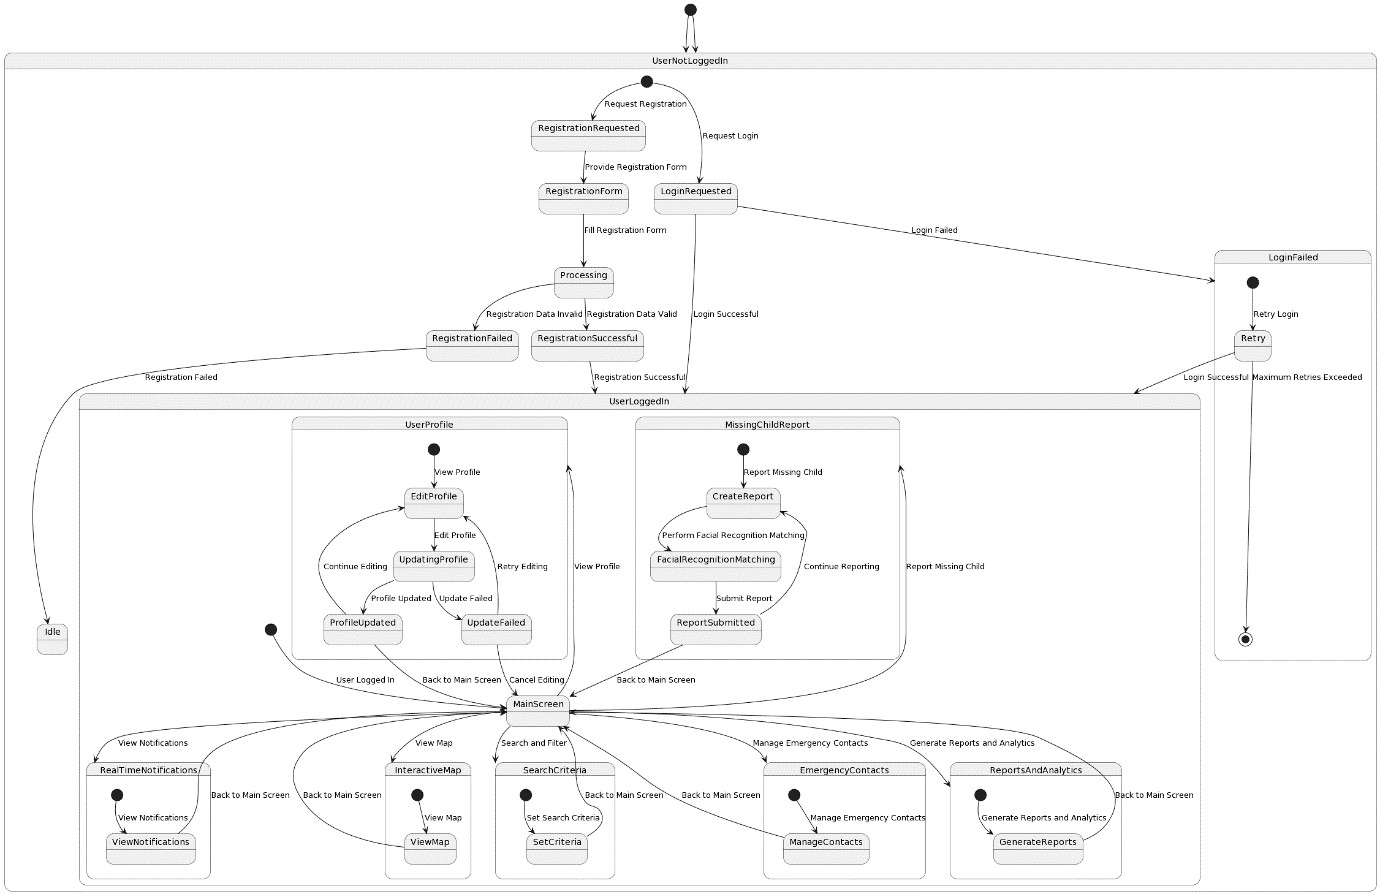 UserNotLoggedIn
Request Registration
RegistrationRequested
Request Login
Provide Registration Form
RegistrationForm
LoginRequested
Fill Registration Form
Login Failed
LoginFailed
Processing
Registration Data Invalid
Registration Data Valid
Login Successful
Retry Login
RegistrationFailed
RegistrationSuccessful
Retry
Registration Failed
Registration Successful
Login Successful
Maximum Retries Exceeded
UserLoggedIn
UserProfile
MissingChildReport
View Profile
Report Missing Child
EditProfile
CreateReport
Edit Profile
Perform Facial Recognition Matching
UpdatingProfile
FacialRecognitionMatching
Continue Editing
Retry Editing
View Profile
Continue Reporting
Report Missing Child
Profile Updated
Update Failed
Submit Report
Idle
ProfileUpdated
UpdateFailed
ReportSubmitted
User Logged In
Back to Main Screen
Cancel Editing
Back to Main Screen
MainScreen
View Notifications
View Map
Search and Filter
Manage Emergency Contacts
Generate Reports and Analytics
RealTimeNotifications
InteractiveMap
SearchCriteria
EmergencyContacts
ReportsAndAnalytics
Back to Main Screen
Back to Main Screen
Back to Main Screen
Back to Main Screen
Back to Main Screen
View Notifications
View Map
Set Search Criteria
Manage Emergency Contacts
Generate Reports and Analytics
ViewNotifications
ViewMap
SetCriteria
ManageContacts
GenerateReports